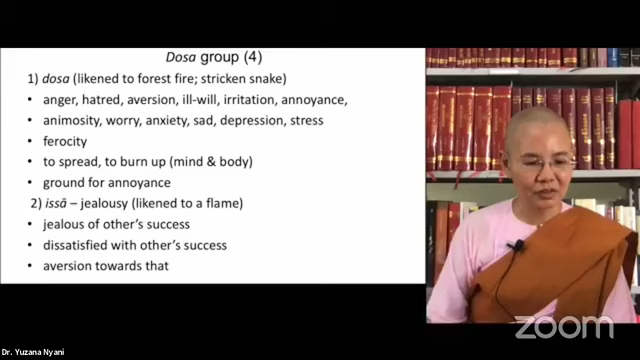 Dosa group (4)
1) dosa (likened to forest fire; stricken snake)
• anger, hatred, aversion, ill-will, irritation, annoyance,
• animosity, worry, anxiety, sad, depression, stress
• ferocity
• to spread, to burn up (mind & body)
• ground for annoyance
2) issā – jealousy (likened to a flame)
• jealous of other's success
• dissatisfied with other's success
• aversion towards that
zoom
Dr. Yuzana Nyani